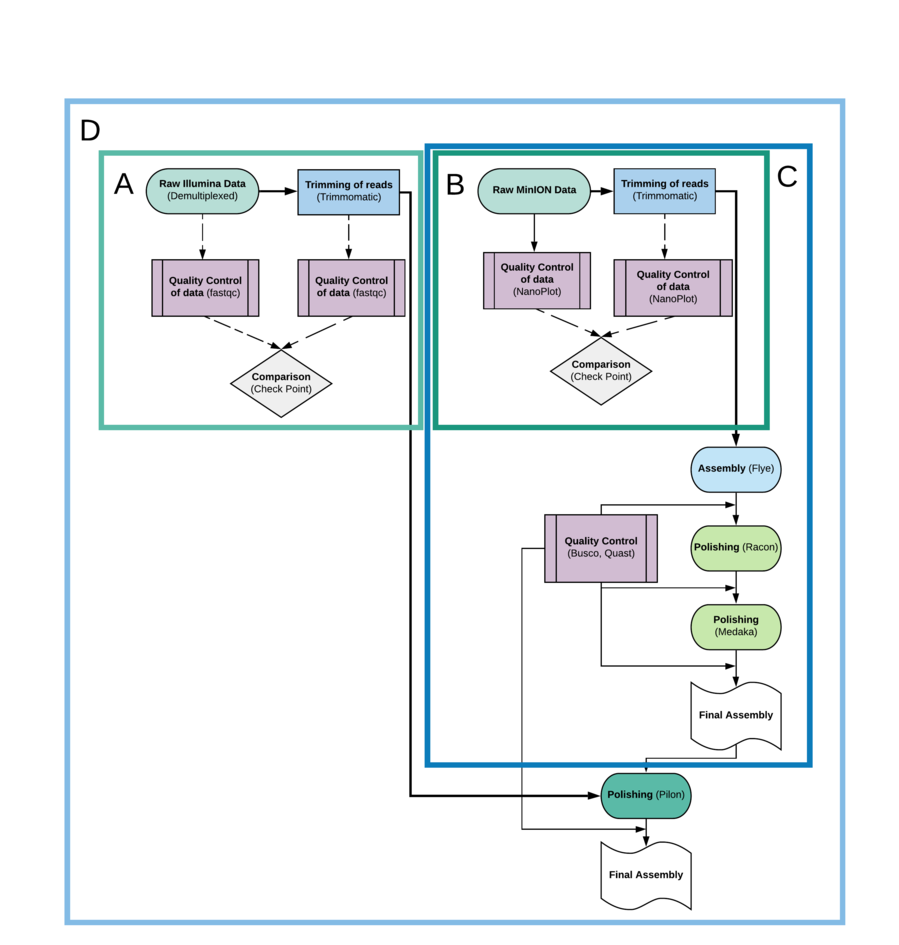 D
A
Raw Illumina Data
(Demultiplexed)
Trimming of reads
(Trimmomatic)
Quality Control
of data (fastqc)
Quality Control
of data (fastqc)
Comparison
(Check Point)
B
Raw MinION Data
Trimming of reads
(Trimmomatic)
C
Quality Control
of data
(NanoPlot)
Quality Control
of data
(NanoPlot)
Comparison
(Check Point)
Assembly (Flye)
Quality Control
(Busco, Quast)
Polishing (Racon)
Polishing
(Medaka)
Final Assembly
Polishing (Pilon)
Final Assembly